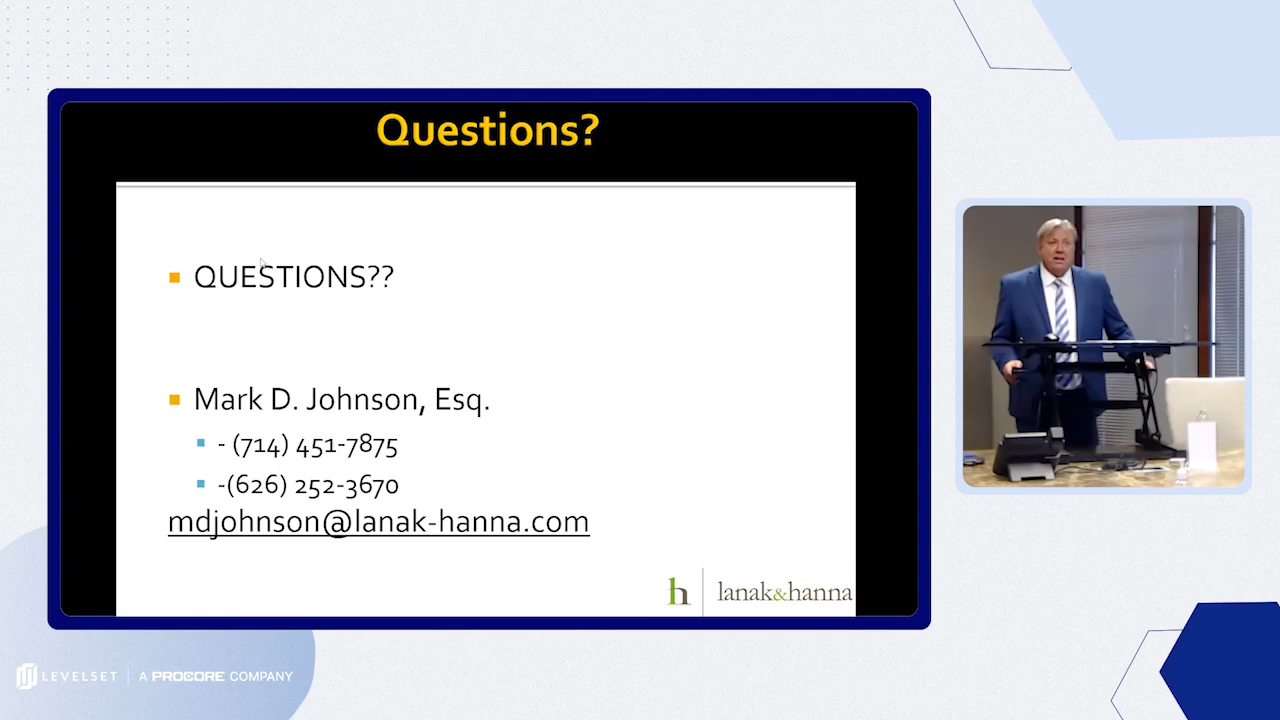 Questions?
QUESTIONS??
Mark D. Johnson, Esq.
- (714) 451-7875
-(626) 252-3670
mdjohnson@lanak-hanna.com
h lanak&hanna
LEVELSET | A PROCORE COMPANY